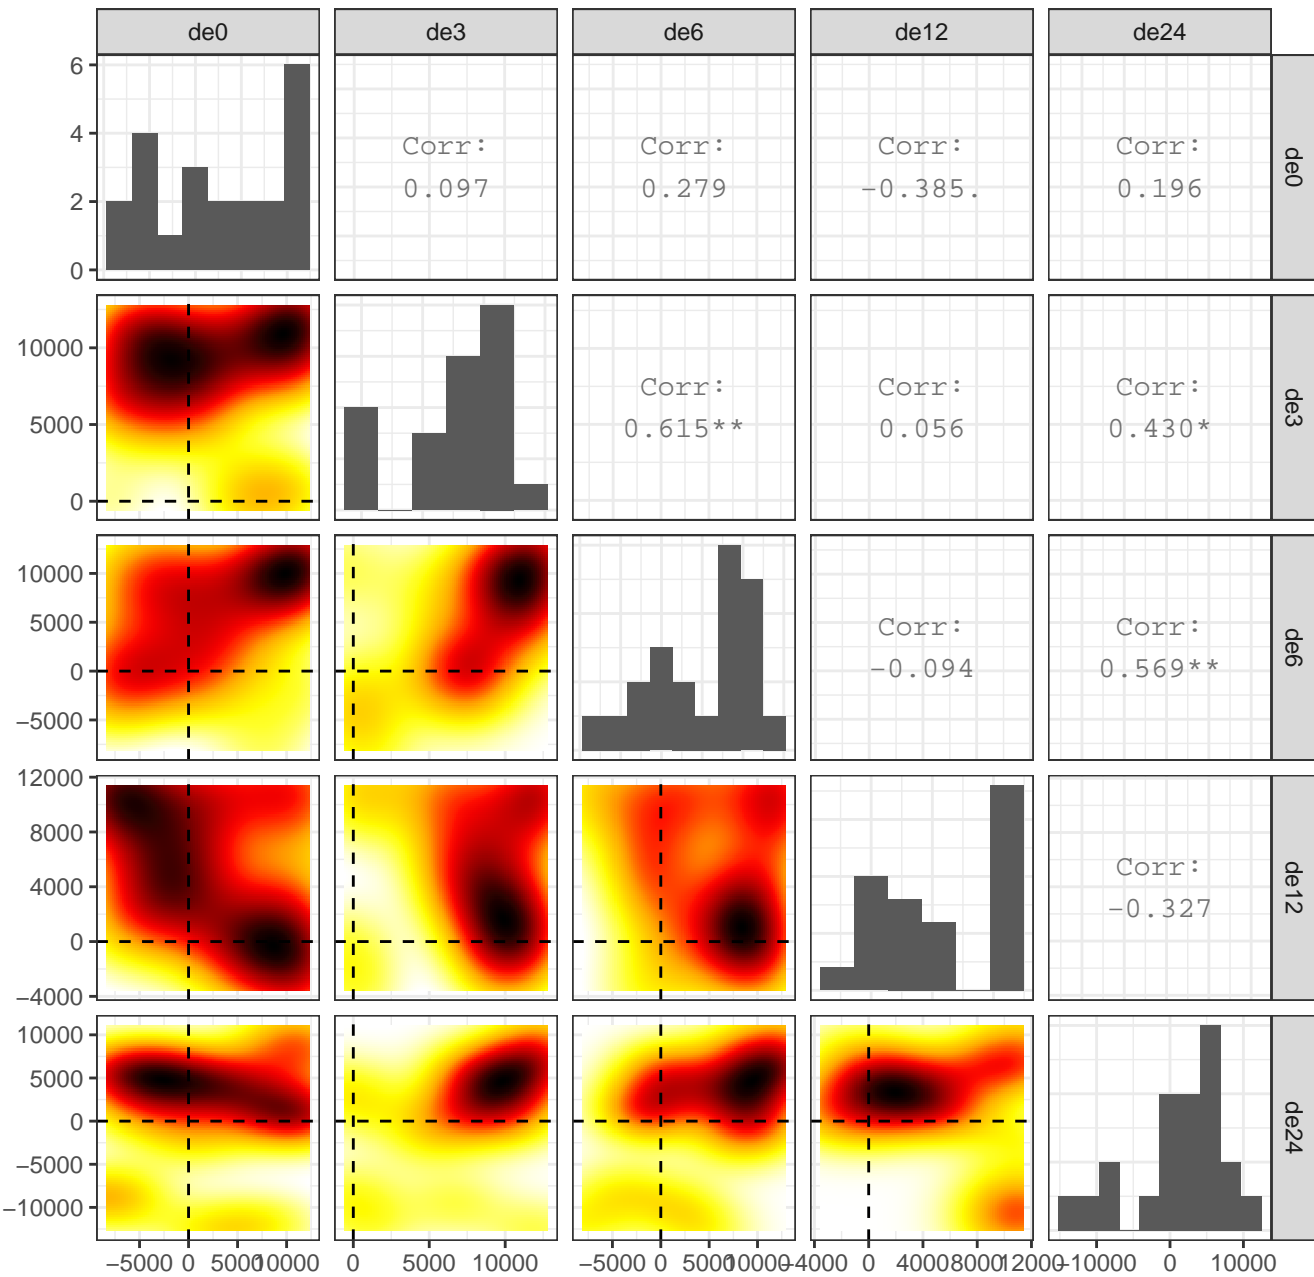 de0 de3 de6 de12 de24
6
4
2
0
Corr:
0.097
Corr:
0.279
Corr:
−0.385.
Corr:
0.196
de0
10000
5000
0
Corr:
0.615**
Corr:
0.056
Corr:
0.430*
de3
10000
5000
0
−5000
Corr:
−0.094
Corr:
0.569**
de6
12000
8000
4000
0
−4000
Corr:
−0.327
de12
10000
5000
0
−5000
−10000
de24
−5000 0 5000 10000
0 5000 10000
−5000 0 5000 10000
−4000 0 4000 8000 12000
−10000 0 10000